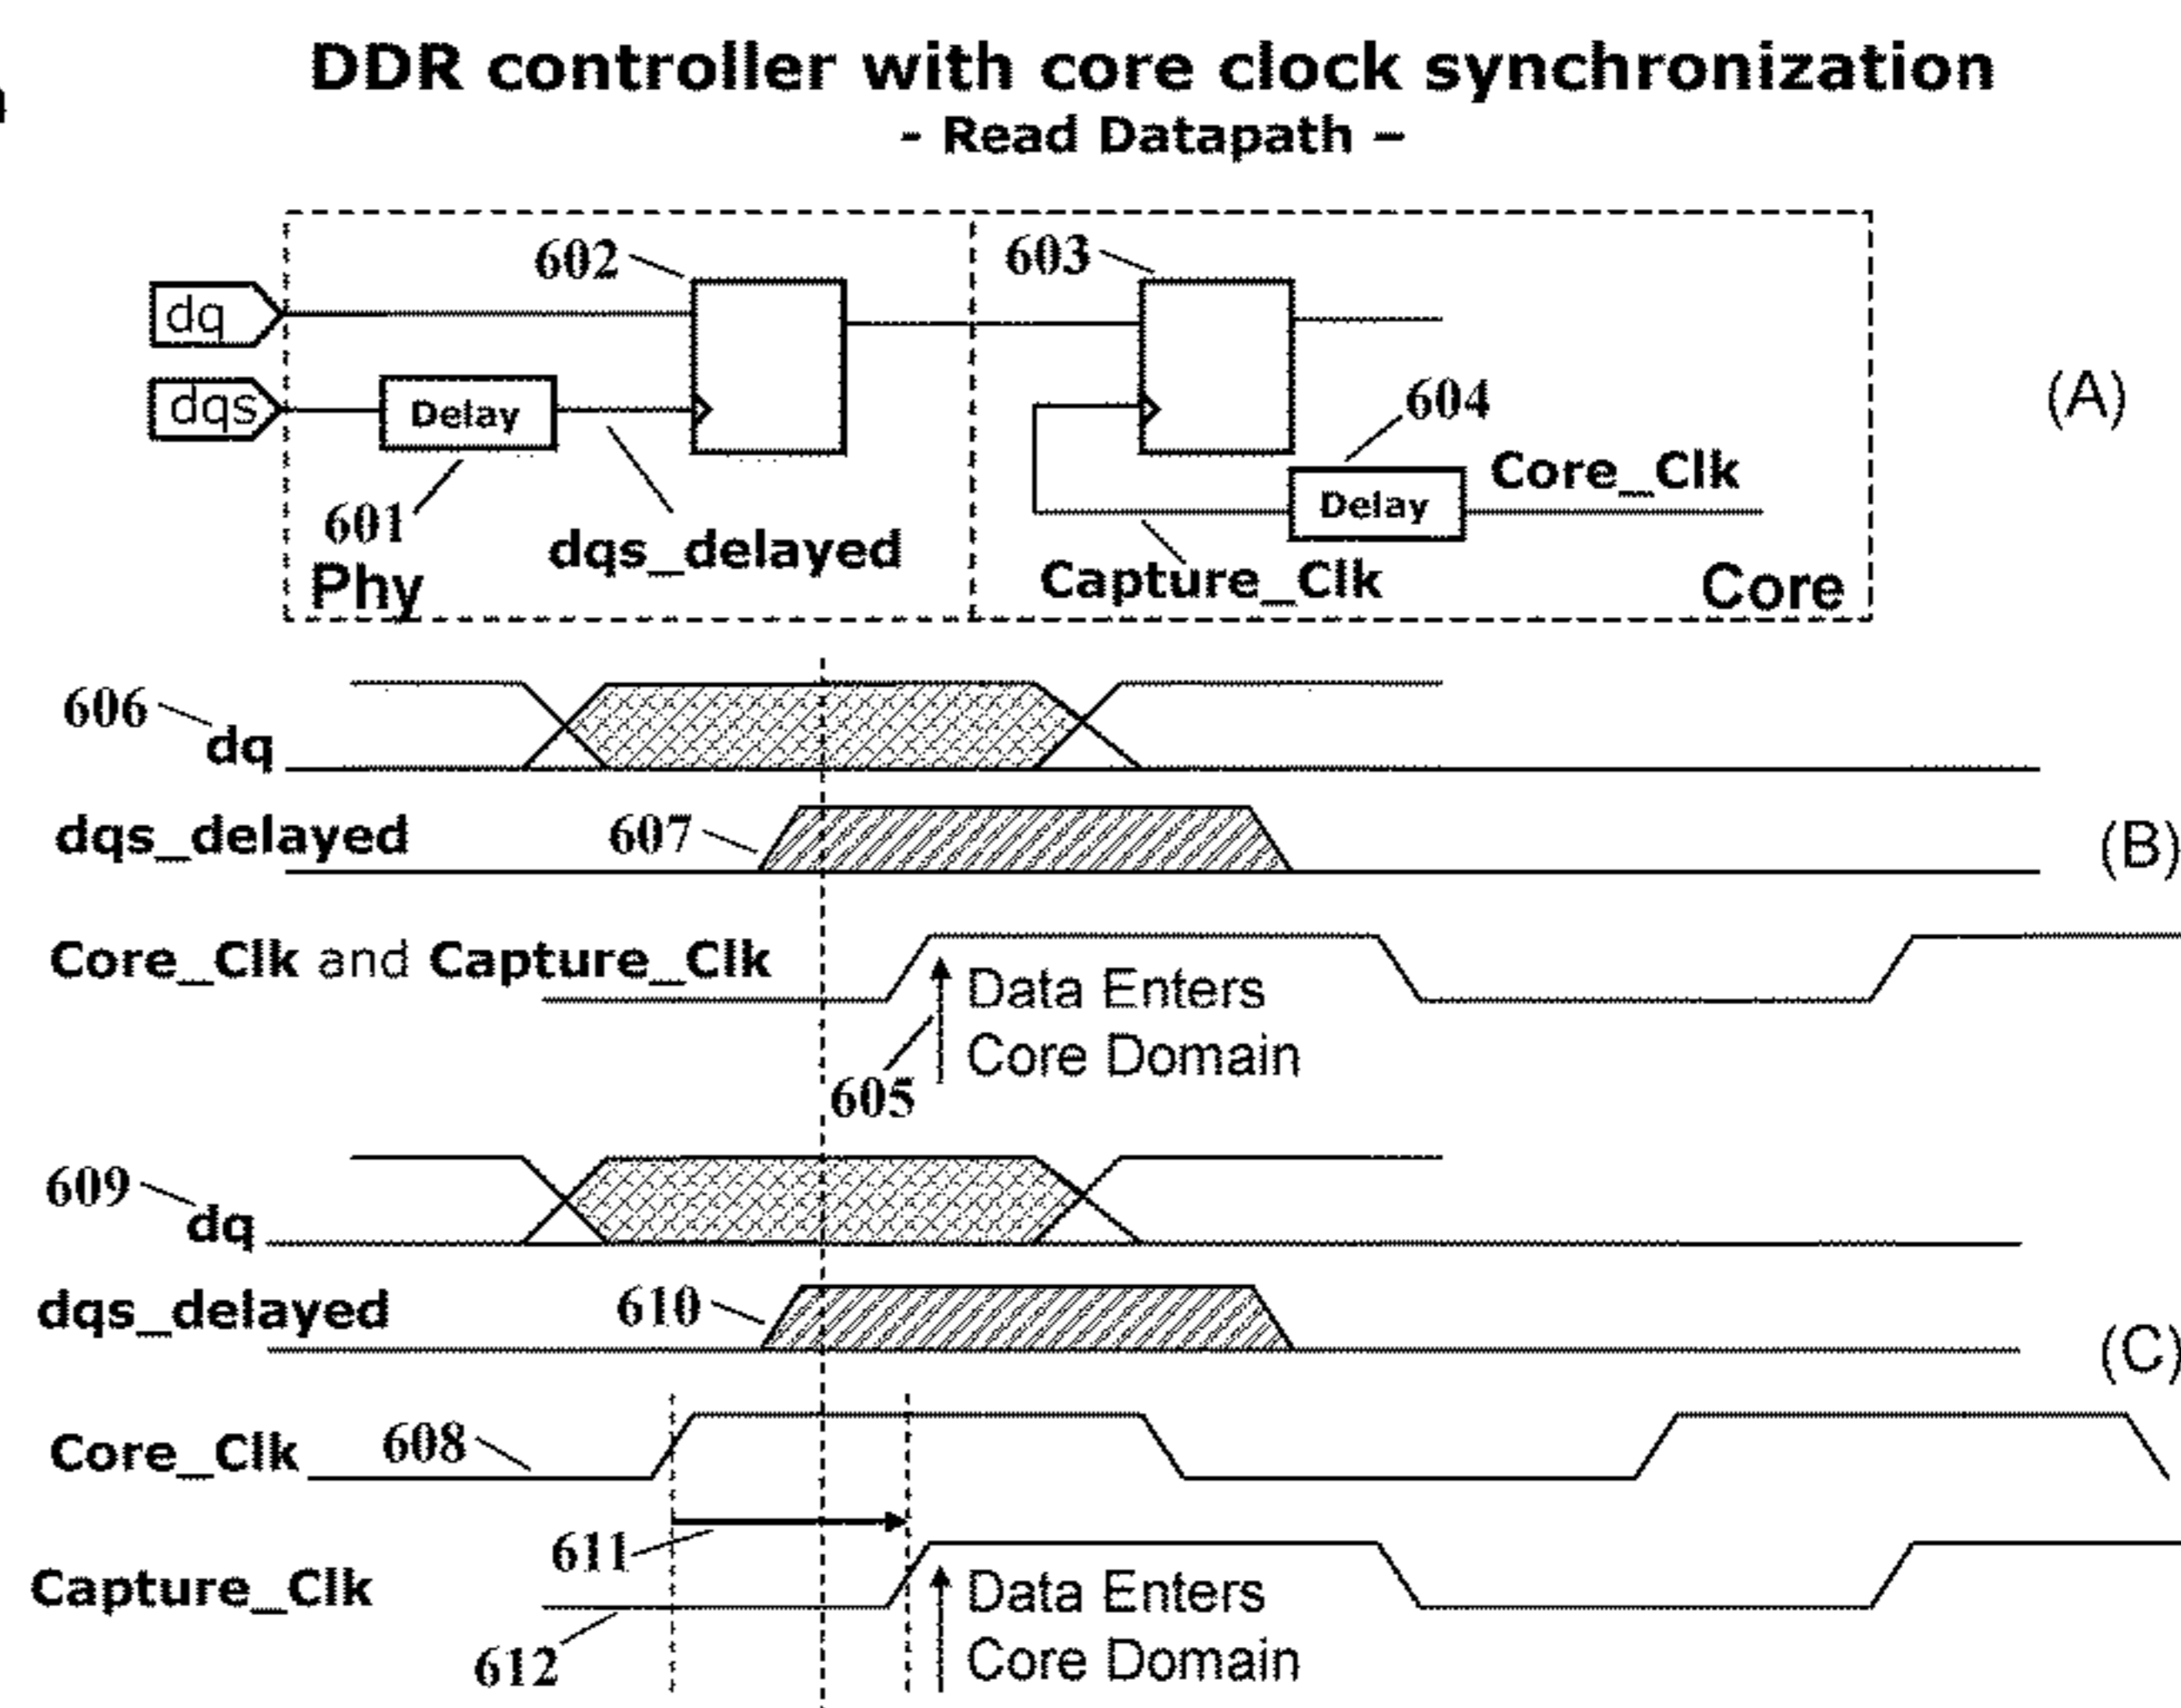 DDR controller with core clock synchronization
- Read Datapath –
602
603
dq
604
(A)
dqs
Delay
Core_Clk
Delay
601
dqs_delayed
Capture_Clk
Phy
Core
606
dq
dqs_delayed
607
(B)
Core_Clk and Capture_Clk
Data Enters
Core Domain
605
609
dq
dqs_delayed
610
(C)
Core_Clk
608
611
Capture_Clk
Data Enters
Core Domain
612